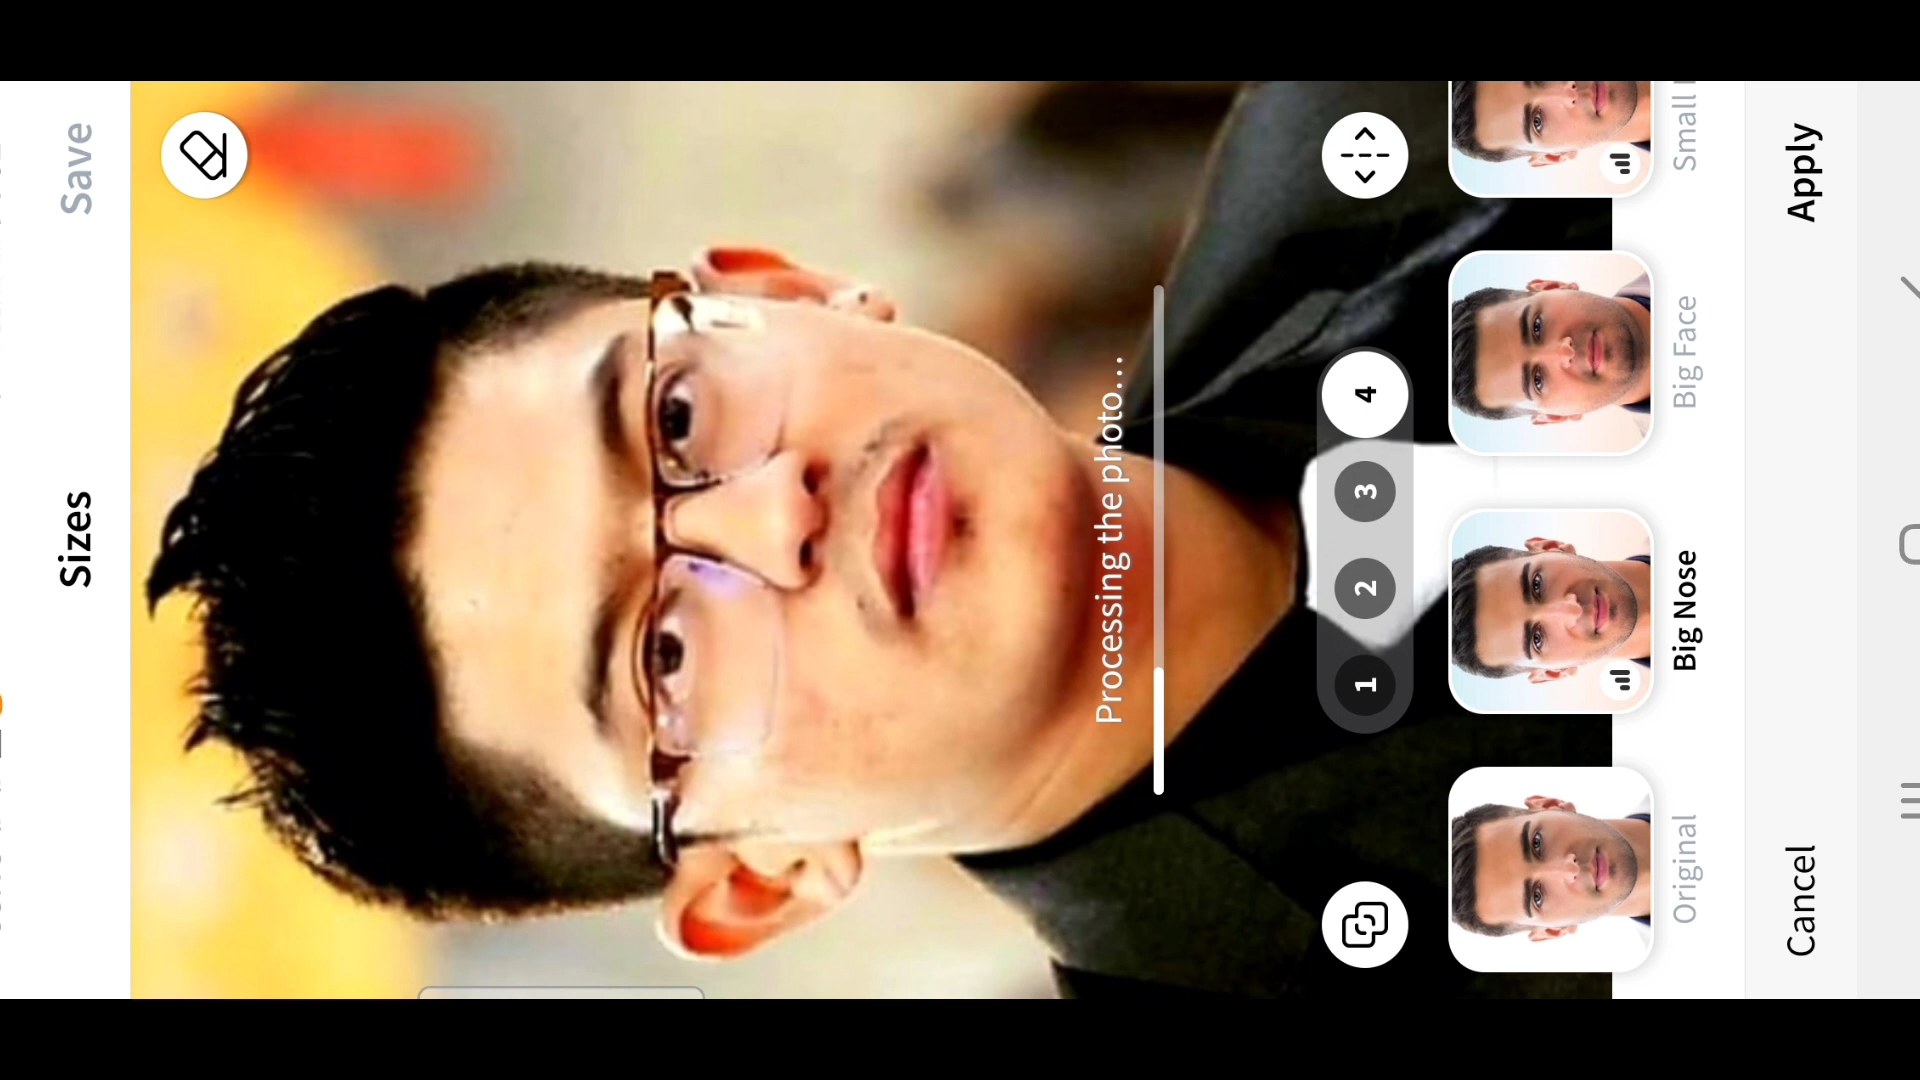 Sizes
Save
Processing the photo...
1
2
3
4
Original
Big Nose
Big Face
Small
Cancel
Apply